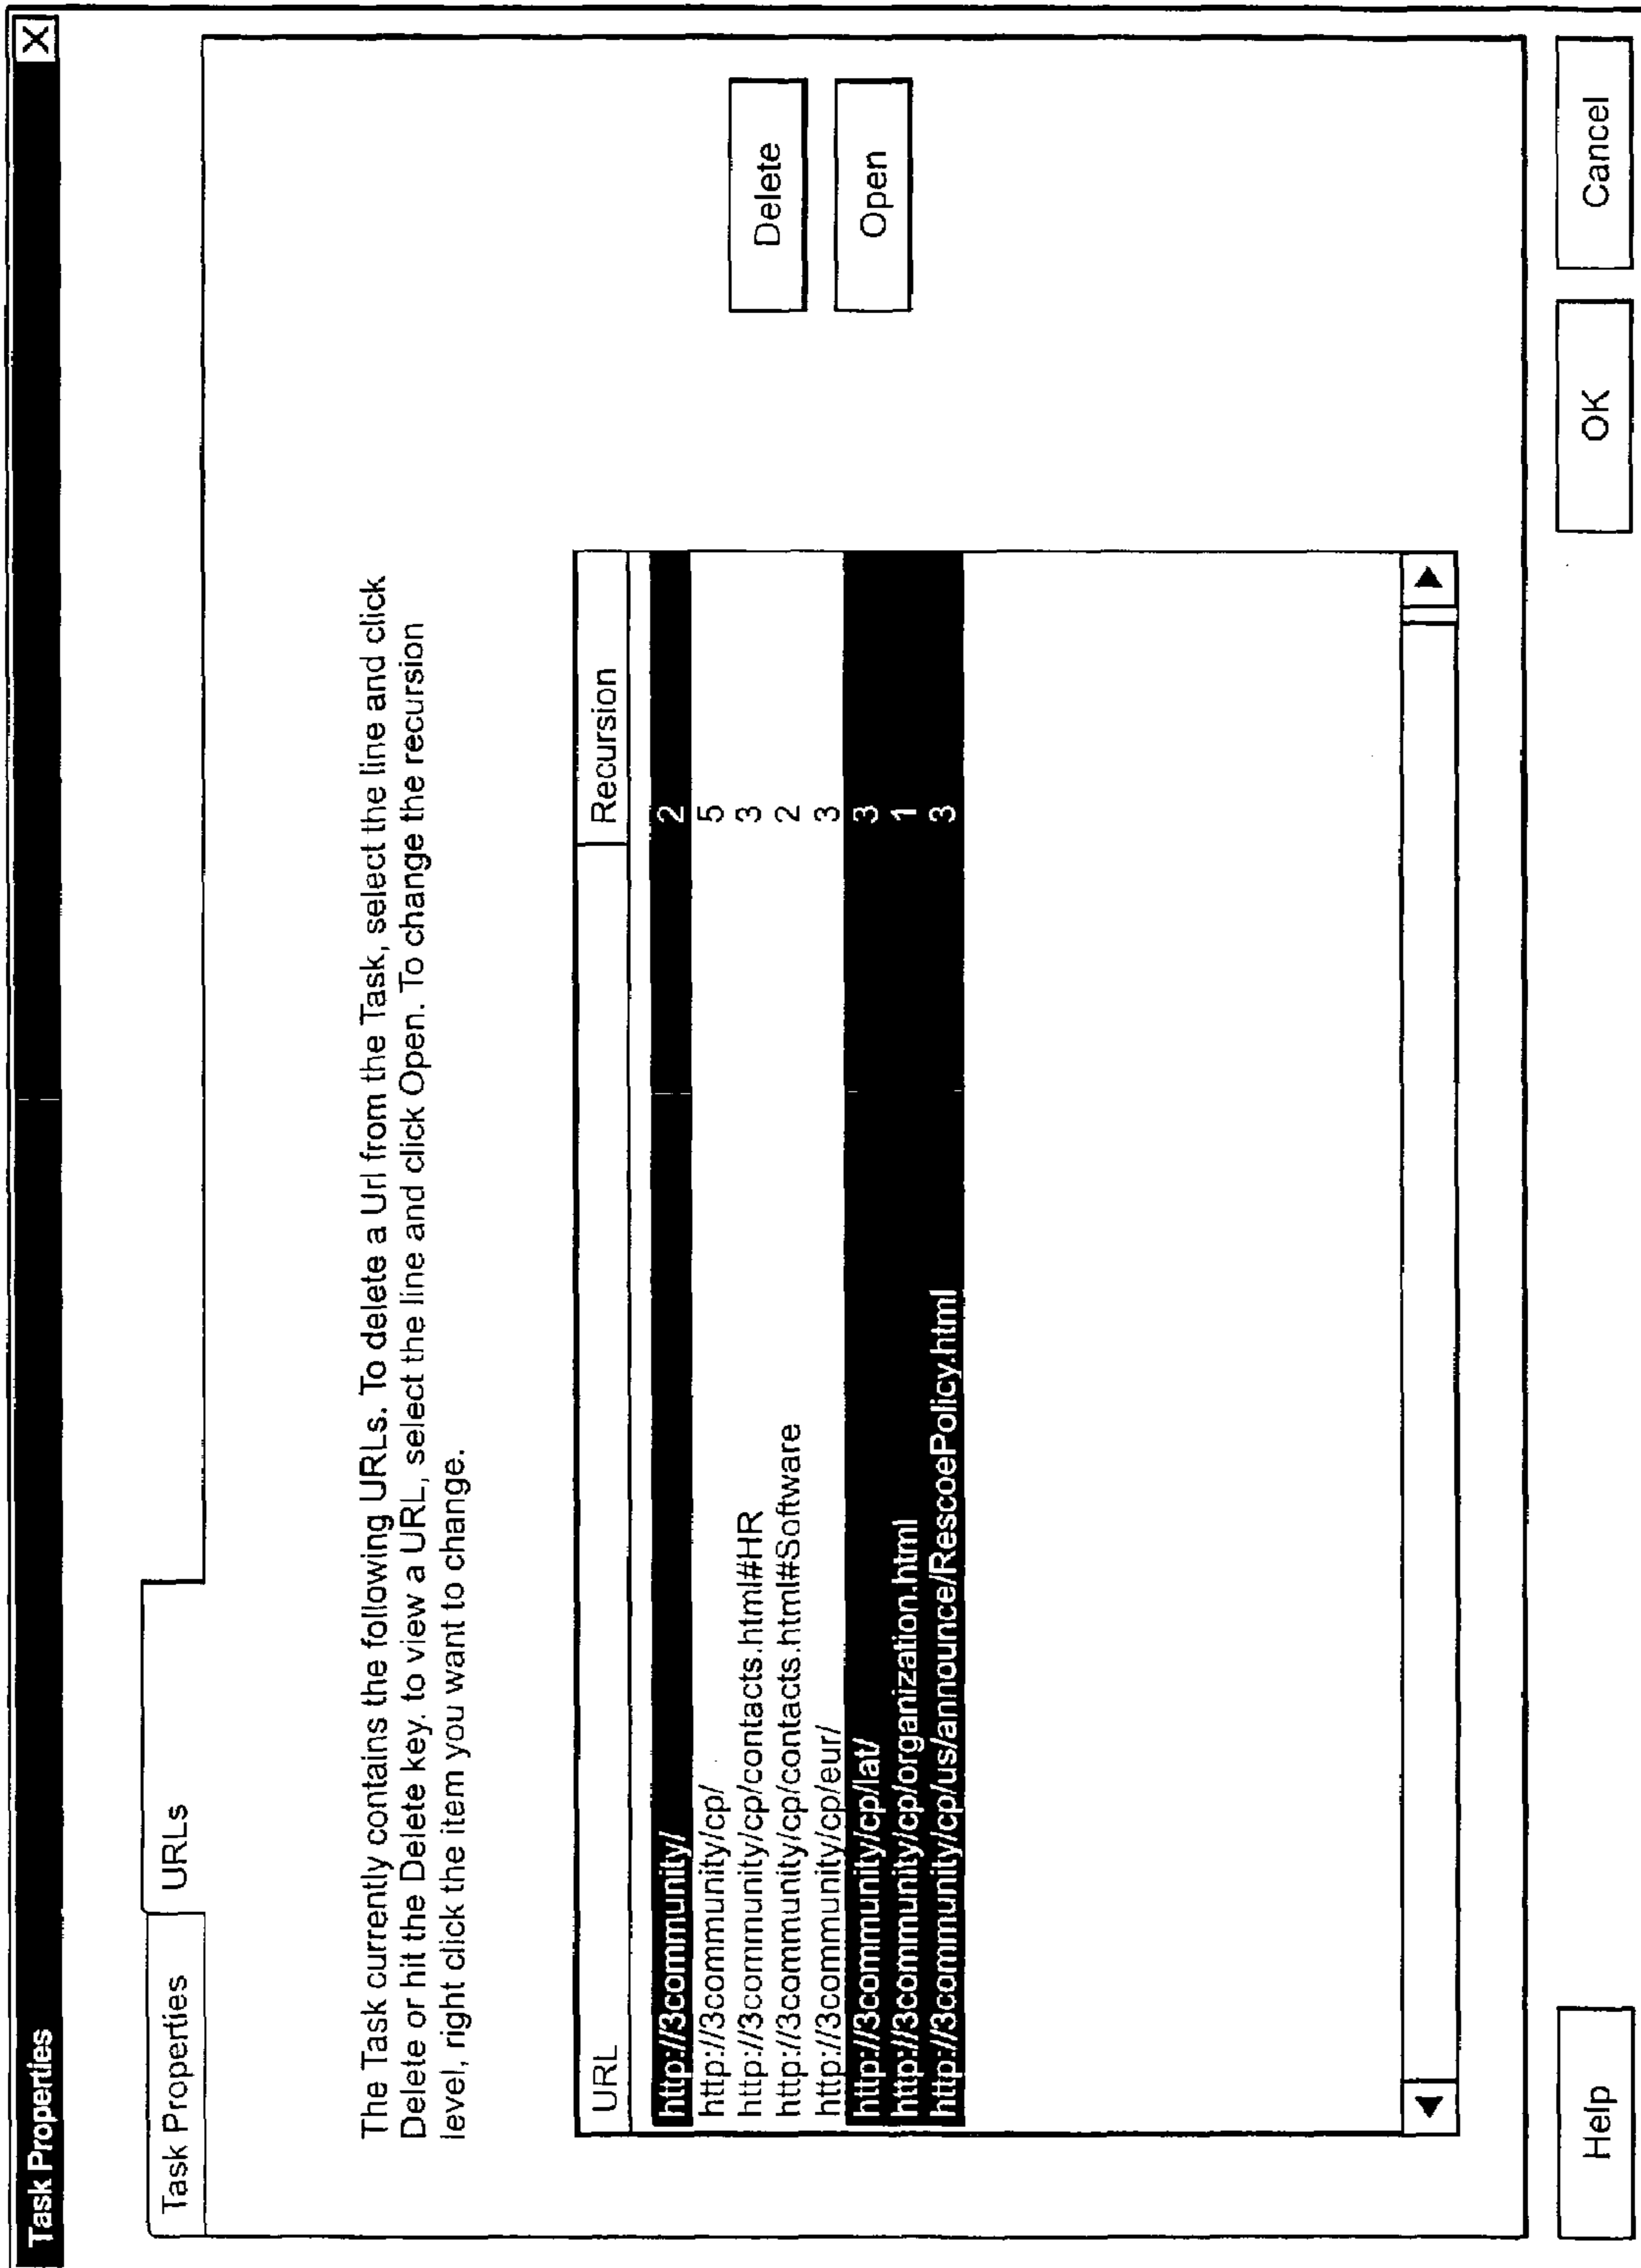 Task Properties X
Task Properties URLs
The Task currently contains the following URLs. To delete a Url from the Task, select the line and click
Delete or hit the Delete key. to view a URL, select the line and click Open. To change the recursion
level, right click the item you want to change.
URL Recursion
http://3community/ 2
http://3community/cp/ 5
http://3community/cp/contacts.html#HR 3
http://3community/cp/contacts.html#Software 2
http://3community/cp/eur/ 3
http://3community/cp/lat/ 3
http://3community/cp/organization.html 1
http://3community/cp/us/announce/RescoePolicy.html 3
Delete
Open
Help OK Cancel